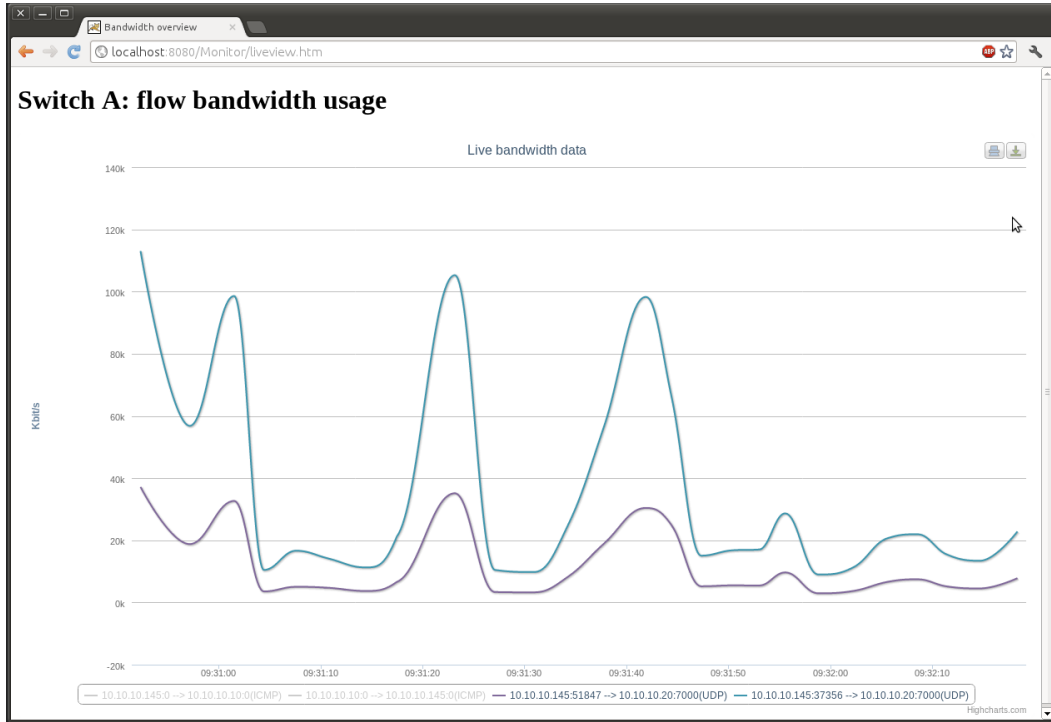 Bandwidth overview
localhost:8080/Monitor/liveview.htm
ABP
Switch A: flow bandwidth usage
Live bandwidth data
140k
120k
100k
80k
60k
40k
20k
0k
-20k
Kbit/s
09:31:00 09:31:10 09:31:20 09:31:30 09:31:40 09:31:50 09:32:00 09:32:10
10.10.10.145:0 --> 10.10.10.10:0(ICMP) 10.10.10.10:0 --> 10.10.10.145:0(ICMP) 10.10.10.145:51847 --> 10.10.10.20:7000(UDP) 10.10.10.145:37356 --> 10.10.10.20:7000(UDP)
Highcharts.com